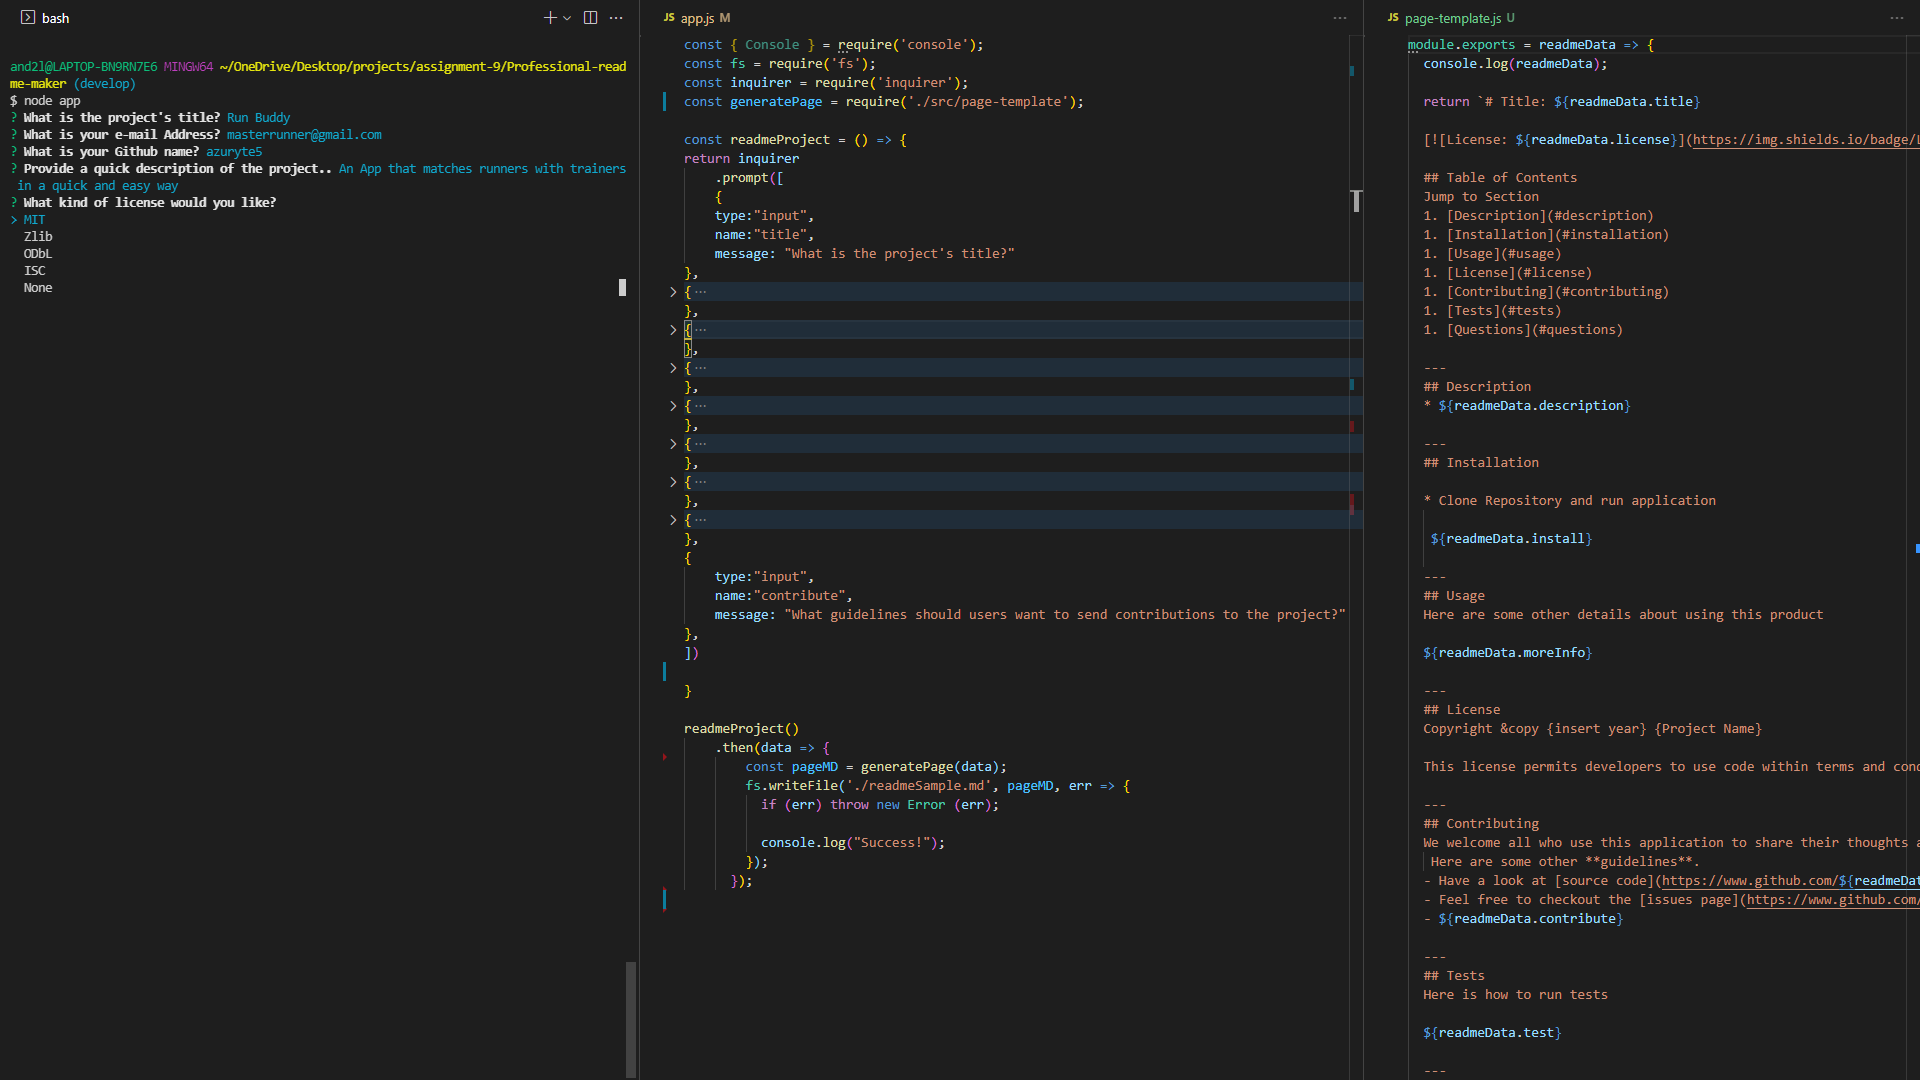 bash
and2l@LAPTOP-BN9RN7E6 MINGW64 ~/OneDrive/Desktop/projects/assignment-9/Professional-read
me-maker (develop)
$ node app
? What is the project's title? Run Buddy
? What is your e-mail Address? masterrunner@gmail.com
? What is your Github name? azuryte5
? Provide a quick description of the project.. An App that matches runners with trainers
in a quick and easy way
? What kind of license would you like?
> MIT
Zlib
ODbL
ISC
None
JS app.js M
const { Console } = require('console');
const fs = require('fs');
const inquirer = require('inquirer');
const generatePage = require('./src/page-template');
const readmeProject = () => {
return inquirer
.prompt([
{
type:"input",
name:"title",
message: "What is the project's title?"
},
> { ...
},
> { ...
},
> { ...
},
> { ...
},
> { ...
},
> { ...
},
> { ...
},
{
type:"input",
name:"contribute",
message: "What guidelines should users want to send contributions to the project?"
},
])
}
readmeProject()
.then(data => {
const pageMD = generatePage(data);
fs.writeFile('./readmeSample.md', pageMD, err => {
if (err) throw new Error (err);
console.log("Success!");
});
});
JS page-template.js U
module.exports = readmeData => {
console.log(readmeData);
return `# Title: ${readmeData.title}
[![License: ${readmeData.license}](https://img.shields.io/badge/
## Table of Contents
Jump to Section
1. [Description](#description)
1. [Installation](#installation)
1. [Usage](#usage)
1. [License](#license)
1. [Contributing](#contributing)
1. [Tests](#tests)
1. [Questions](#questions)
---
## Description
* ${readmeData.description}
---
## Installation
* Clone Repository and run application
${readmeData.install}
---
## Usage
Here are some other details about using this product
${readmeData.moreInfo}
---
## License
Copyright &copy {insert year} {Project Name}
This license permits developers to use code within terms and
---
## Contributing
We welcome all who use this application to share their thoughts
Here are some other **guidelines**.
- Have a look at [source code](https://www.github.com/${readmeDat
- Feel free to checkout the [issues page](https://www.github.com/
- ${readmeData.contribute}
---
## Tests
Here is how to run tests
${readmeData.test}
---